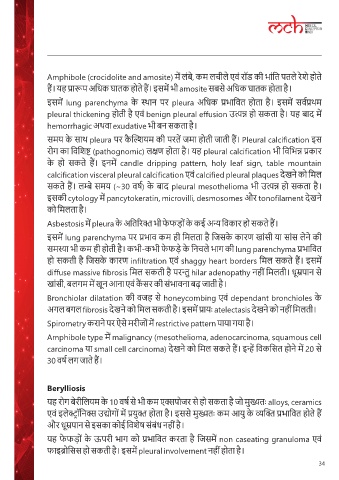 mch
Amphibole (crocidolite and amosite) में लंबे, कम लचीले एवं रॉड की भांति पतले रेशे होते
हैं। यह प्रारूप अधिक घातक होते हैं। इसमें भी amosite सबसे अधिक घातक होता है।
इसमें lung parenchyma के स्थान पर pleura अधिक प्रभावित होता है। इसमें सर्वप्रथम
pleural thickening होती है एवं benign pleural effusion उत्पन्न हो सकता है। यह बाद में
hemorrhagic अथवा exudative भी बन सकता है।
समय के साथ pleura पर कैल्शियम की परतें जमा होती जाती हैं। Pleural calcification इस
रोग का विशिष्ट (pathognomic) लक्षण होता है। यह pleural calcification भी विभिन्न प्रकार
के हो सकते हैं। इनमें candle dripping pattern, holy leaf sign, table mountain
calcification visceral pleural calcification एवं calcified pleural plaques देखने को मिल
सकते हैं। लम्बे समय (~30 वर्ष) के बाद pleural mesothelioma भी उत्पन्न हो सकता है।
इसकी cytology में pancytokeratin, microvilli, desmosomes और tonofilament देखने
को मिलता है।
Asbestosis में pleura के अतिरिक्त भी फेफड़ों के कई अन्य विकार हो सकते हैं।
इसमें lung parenchyma पर प्रभाव कम ही मिलता है जिसके कारण खांसी या सांस लेने की
समस्या भी कम ही होती है। कभी-कभी फेफड़े के निचले भाग की lung parenchyma प्रभावित
हो सकती है जिसके कारण infiltration एवं shaggy heart borders मिल सकते हैं। इसमें
diffuse massive fibrosis मिल सकती है परन्तु hilar adenopathy नहीं मिलती। धूम्रपान से
खांसी, बलगम में खून आना एवं कैंसर की संभावना बढ़ जाती है।
Bronchiolar dilatation की वजह से honeycombing एवं dependant bronchioles के
अगल बगल fibrosis देखने को मिल सकती है। इसमें प्रायः atelectasis देखने को नहीं मिलती।
Spirometry कराने पर ऐसे मरीजों में restrictive pattern पाया गया है।
Amphibole type में malignancy (mesothelioma, adenocarcinoma, squamous cell
carcinoma या small cell carcinoma) देखने को मिल सकते हैं। इन्हें विकसित होने में 20 से
30 वर्ष लग जाते हैं।
Berylliosis
यह रोग बेरीलियम के 10 वर्ष से भी कम एक्सपोजर से हो सकता है जो मुख्यतः alloys, ceramics
एवं इलेक्ट्रॉनिक्स उद्योगों में प्रयुक्त होता है। इससे मुख्यतः कम आयु के व्यक्ति प्रभावित होते हैं
और धूम्रपान से इसका कोई विशेष संबंध नहीं है।
यह फेफड़ों के ऊपरी भाग को प्रभावित करता है जिसमें non caseating granuloma एवं
फाइब्रोसिस हो सकती है। इसमें pleural involvement नहीं होता है।
34